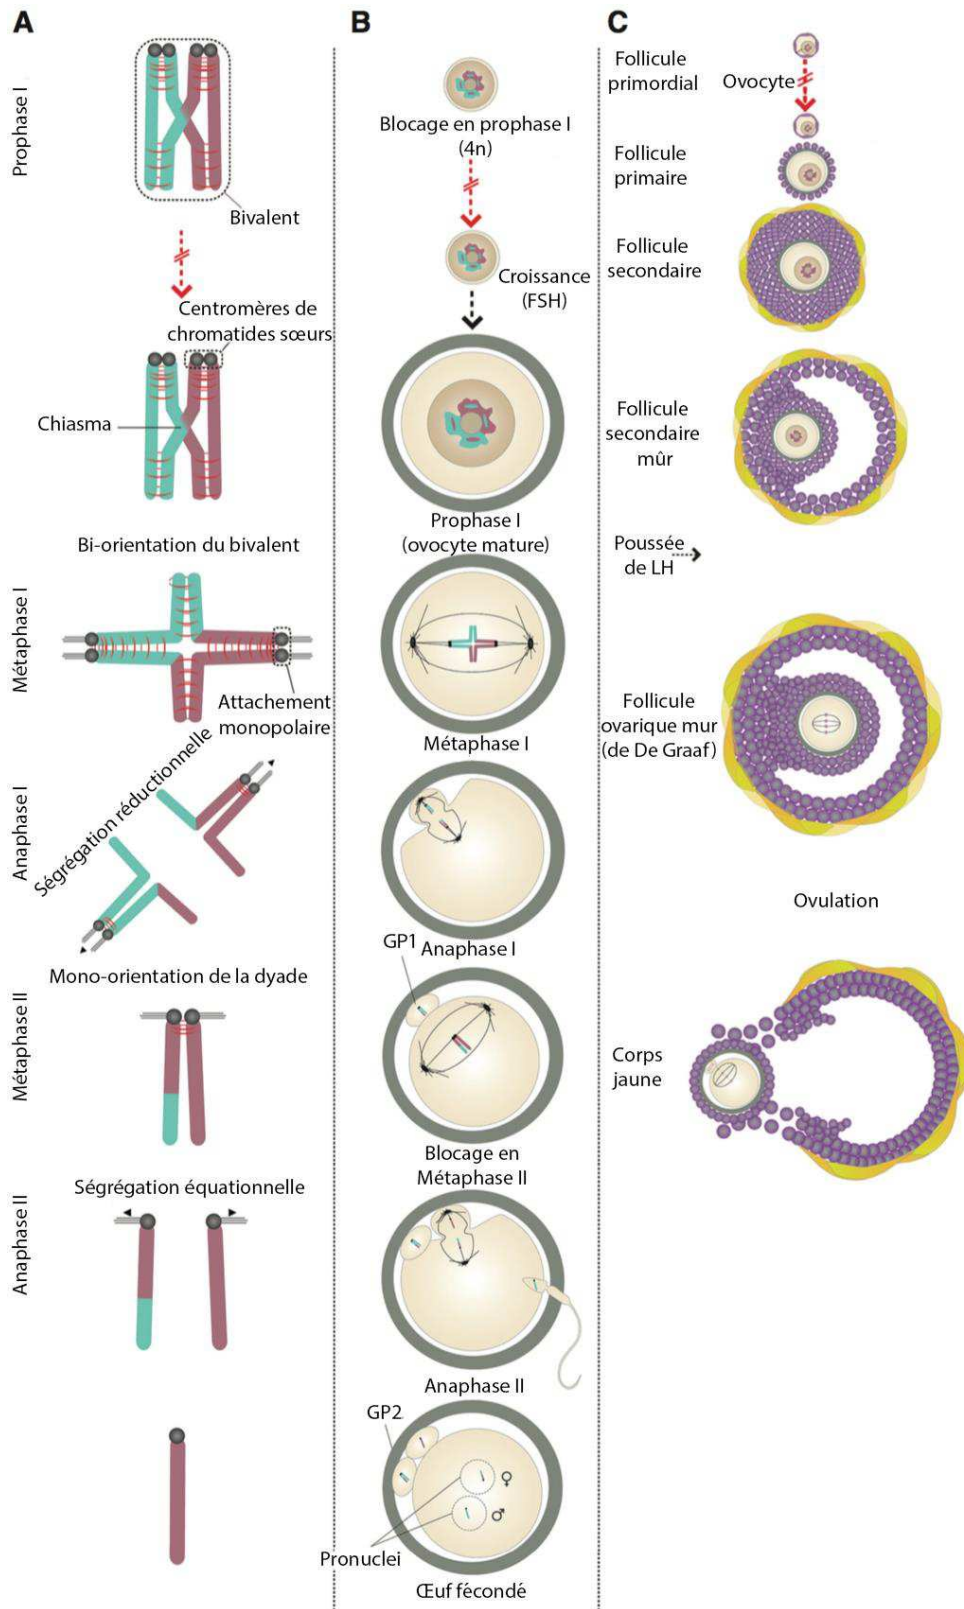 A
Prophase I
Bivalent
Centromères de
chromatides sœurs
Chiasma
Bi-orientation du bivalent
Métaphase I
Attachement
monopolaire
Ségrégation réductionnelle
Anaphase I
Mono-orientation de la dyade
Métaphase II
Ségrégation équationnelle
Anaphase II
B
Blocage en prophase I
(4n)
Croissance
(FSH)
Prophase I
(ovocyte mature)
Métaphase I
Anaphase I
GP1
Blocage en
Métaphase II
Anaphase II
GP2
♀
♂
Pronuclei
Œuf fécondé
C
Follicule
primordial
Ovocyte
Follicule
primaire
Follicule
secondaire
Follicule
secondaire
mûr
Poussée
de LH
Follicule
ovarique mur
(de De Graaf)
Ovulation
Corps
jaune